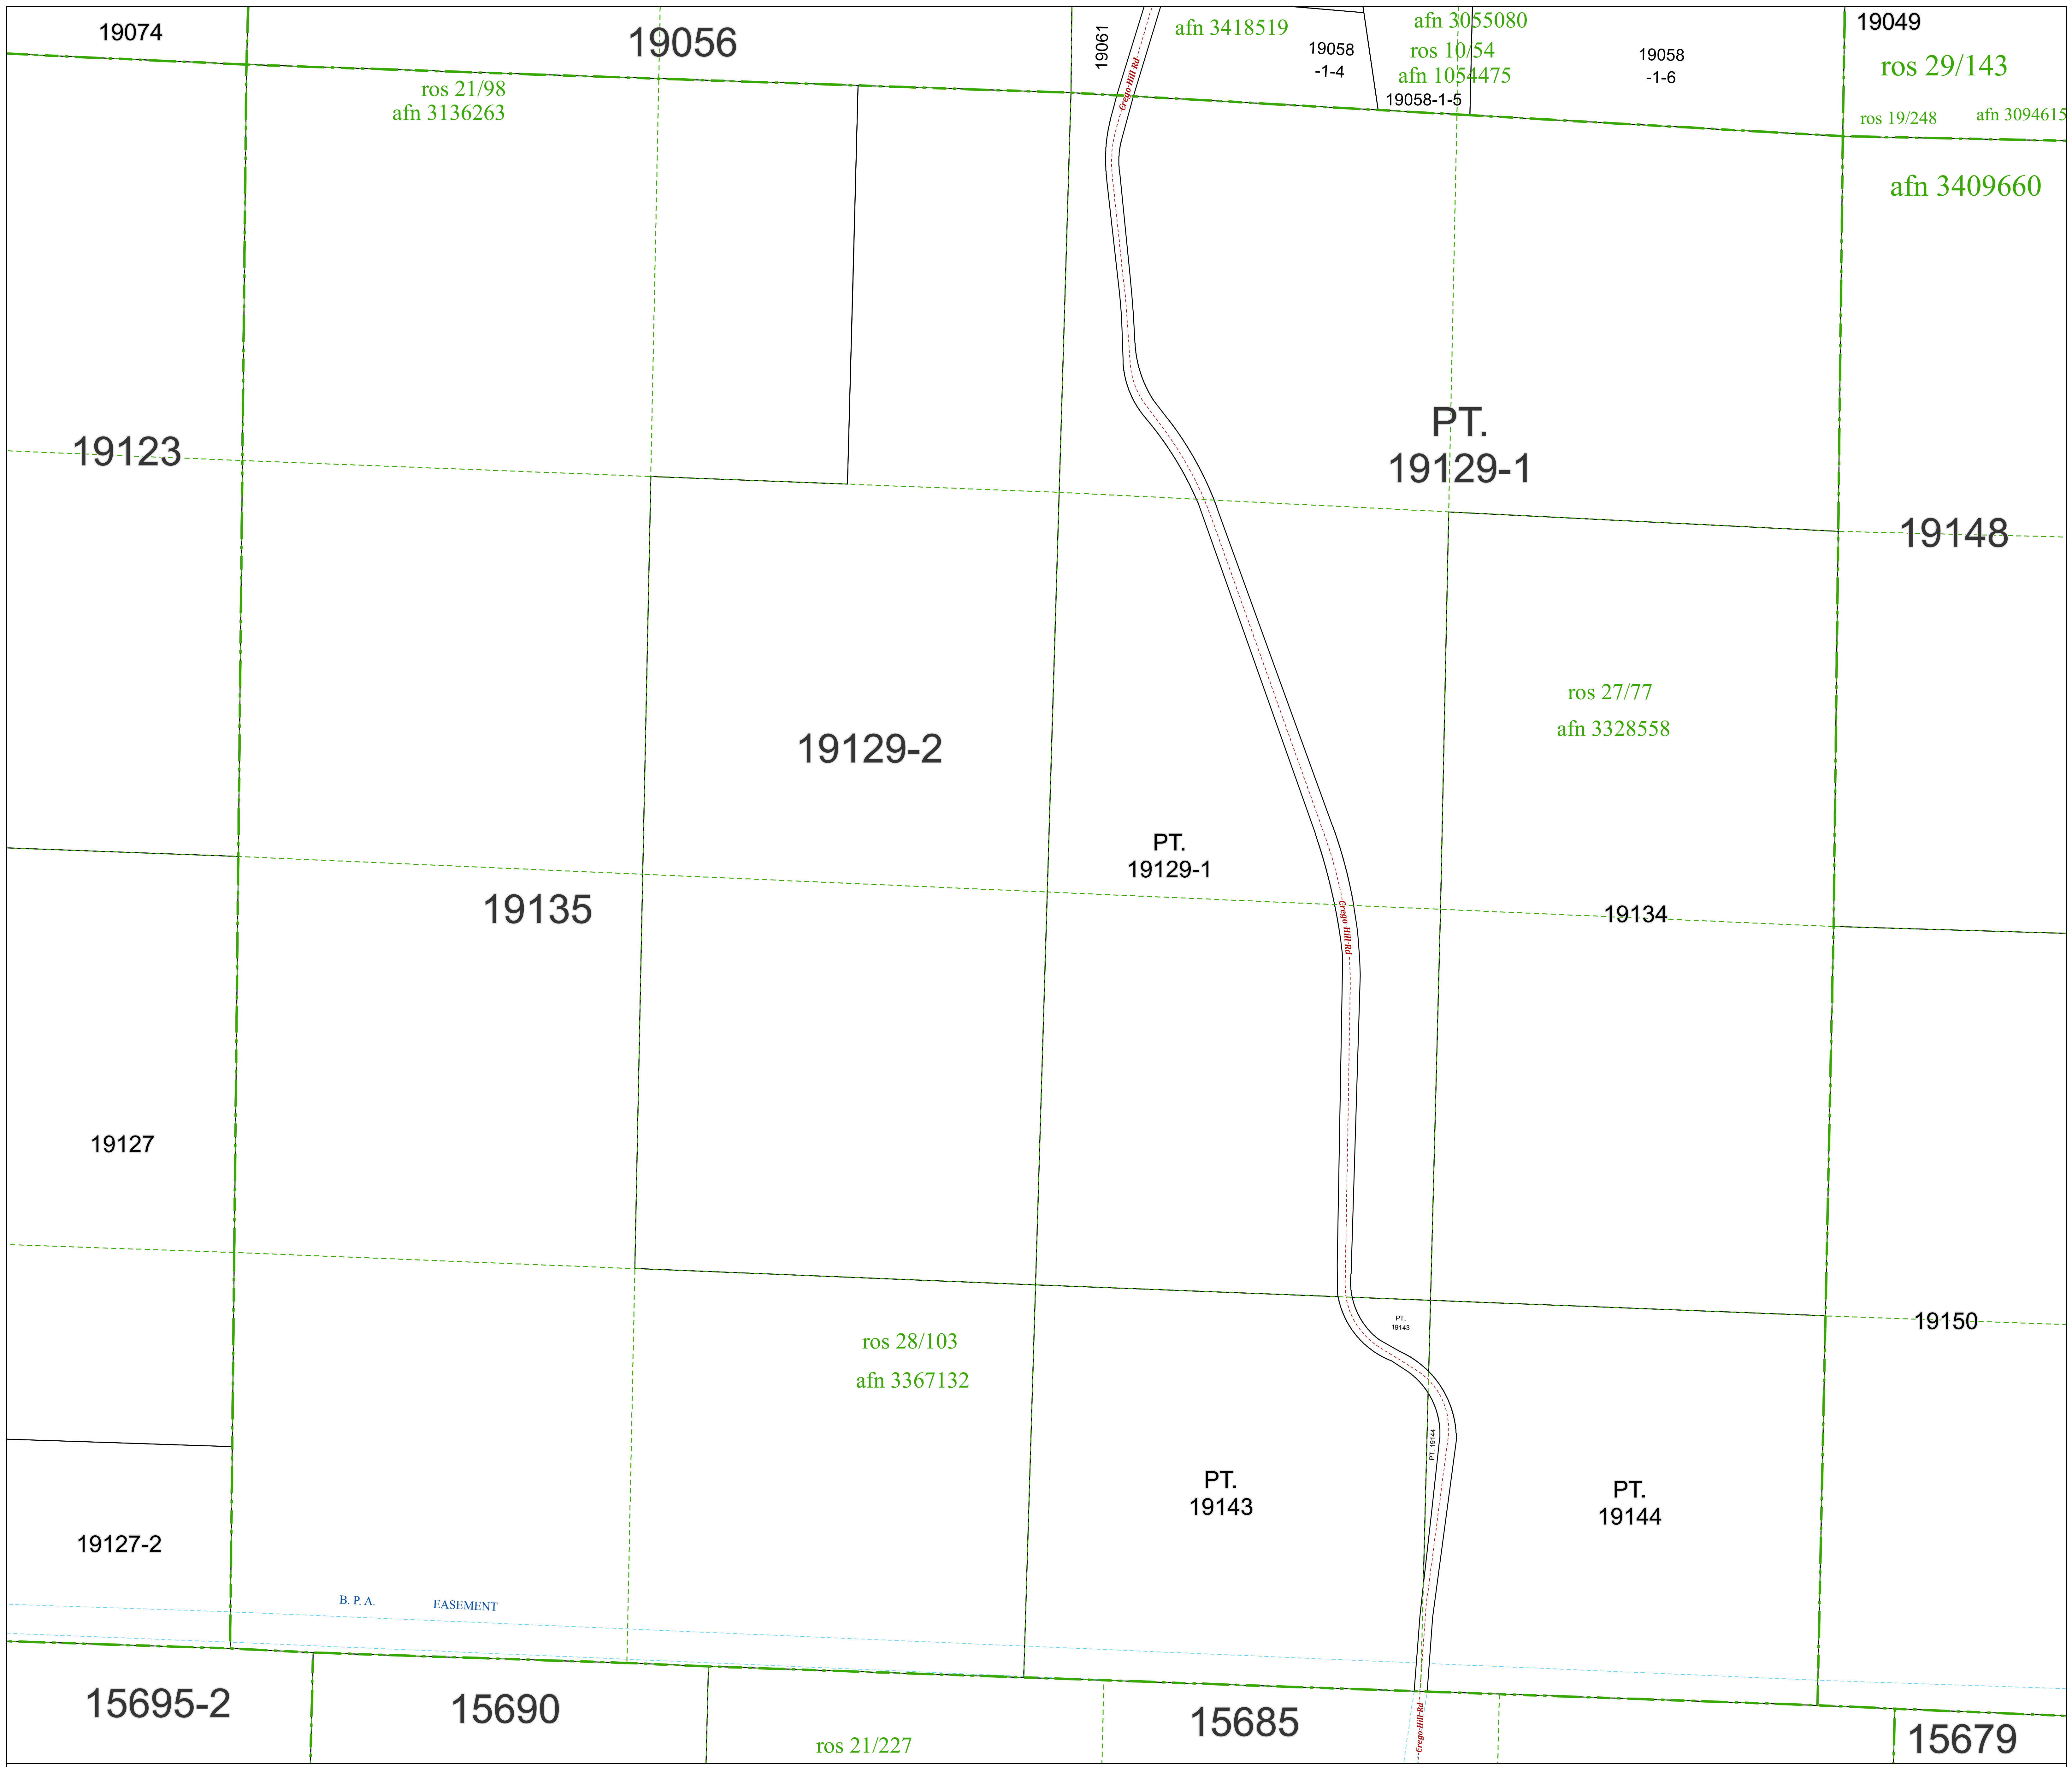 19074
19056
19061
afn 3418519
19058
-1-4
afn 3055080
ros 10/54
afn 1054475
19058-1-5
19058
-1-6
19049
ros 29/143
ros 19/248
afn 3094615
afn 3409660
ros 21/98
afn 3136263
Crego Hill Rd
19123
PT.
19129-1
19148
ros 27/77
afn 3328558
19129-2
PT.
19129-1
19135
Crego Hill Rd
19134
19127
PT.
19143
19150
ros 28/103
afn 3367132
PT. 19144
PT.
19143
PT.
19144
19127-2
B. P. A.
EASEMENT
15695-2
15690
ros 21/227
15685
Crego Hill Rd
15679